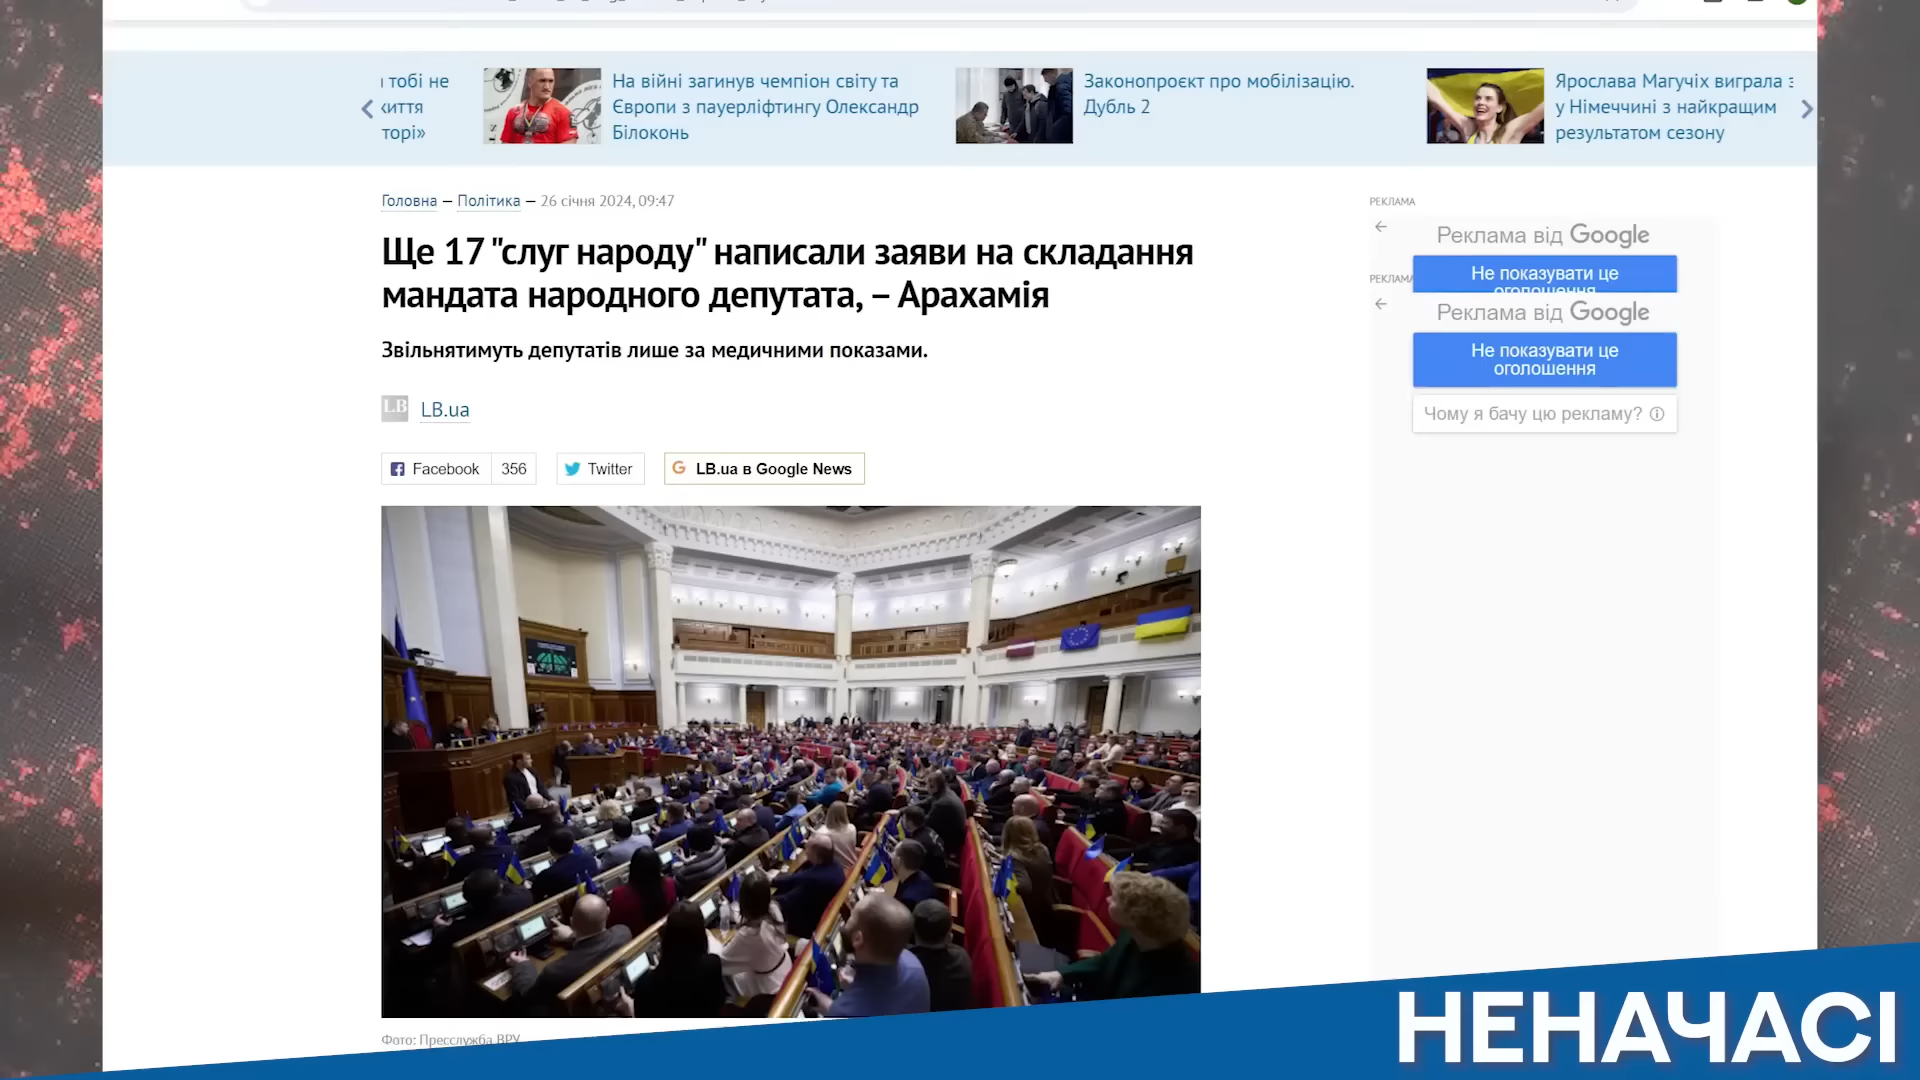 тобі не
життя
торі»
На війні загинув чемпіон світу та
Європи з пауерліфтингу Олександр
Білоконь
Законопроєкт про мобілізацію.
Дубль 2
Ярослава Магучіх виграла з
у Німеччині з найкращим
результатом сезону
Головна — Політика — 26 січня 2024, 09:47
Ще 17 "слуг народу" написали заяви на складання
мандата народного депутата, – Арахамія
Звільнятимуть депутатів лише за медичними показами.
LB LB.ua
Facebook 356 Twitter LB.ua в Google News
РЕКЛАМА
Реклама від Google
Не показувати це
оголошення
РЕКЛАМА
Реклама від Google
Не показувати це
оголошення
Чому я бачу цю рекламу?
Фото: Пресслужба ВРУ
НЕНАЧАСІ